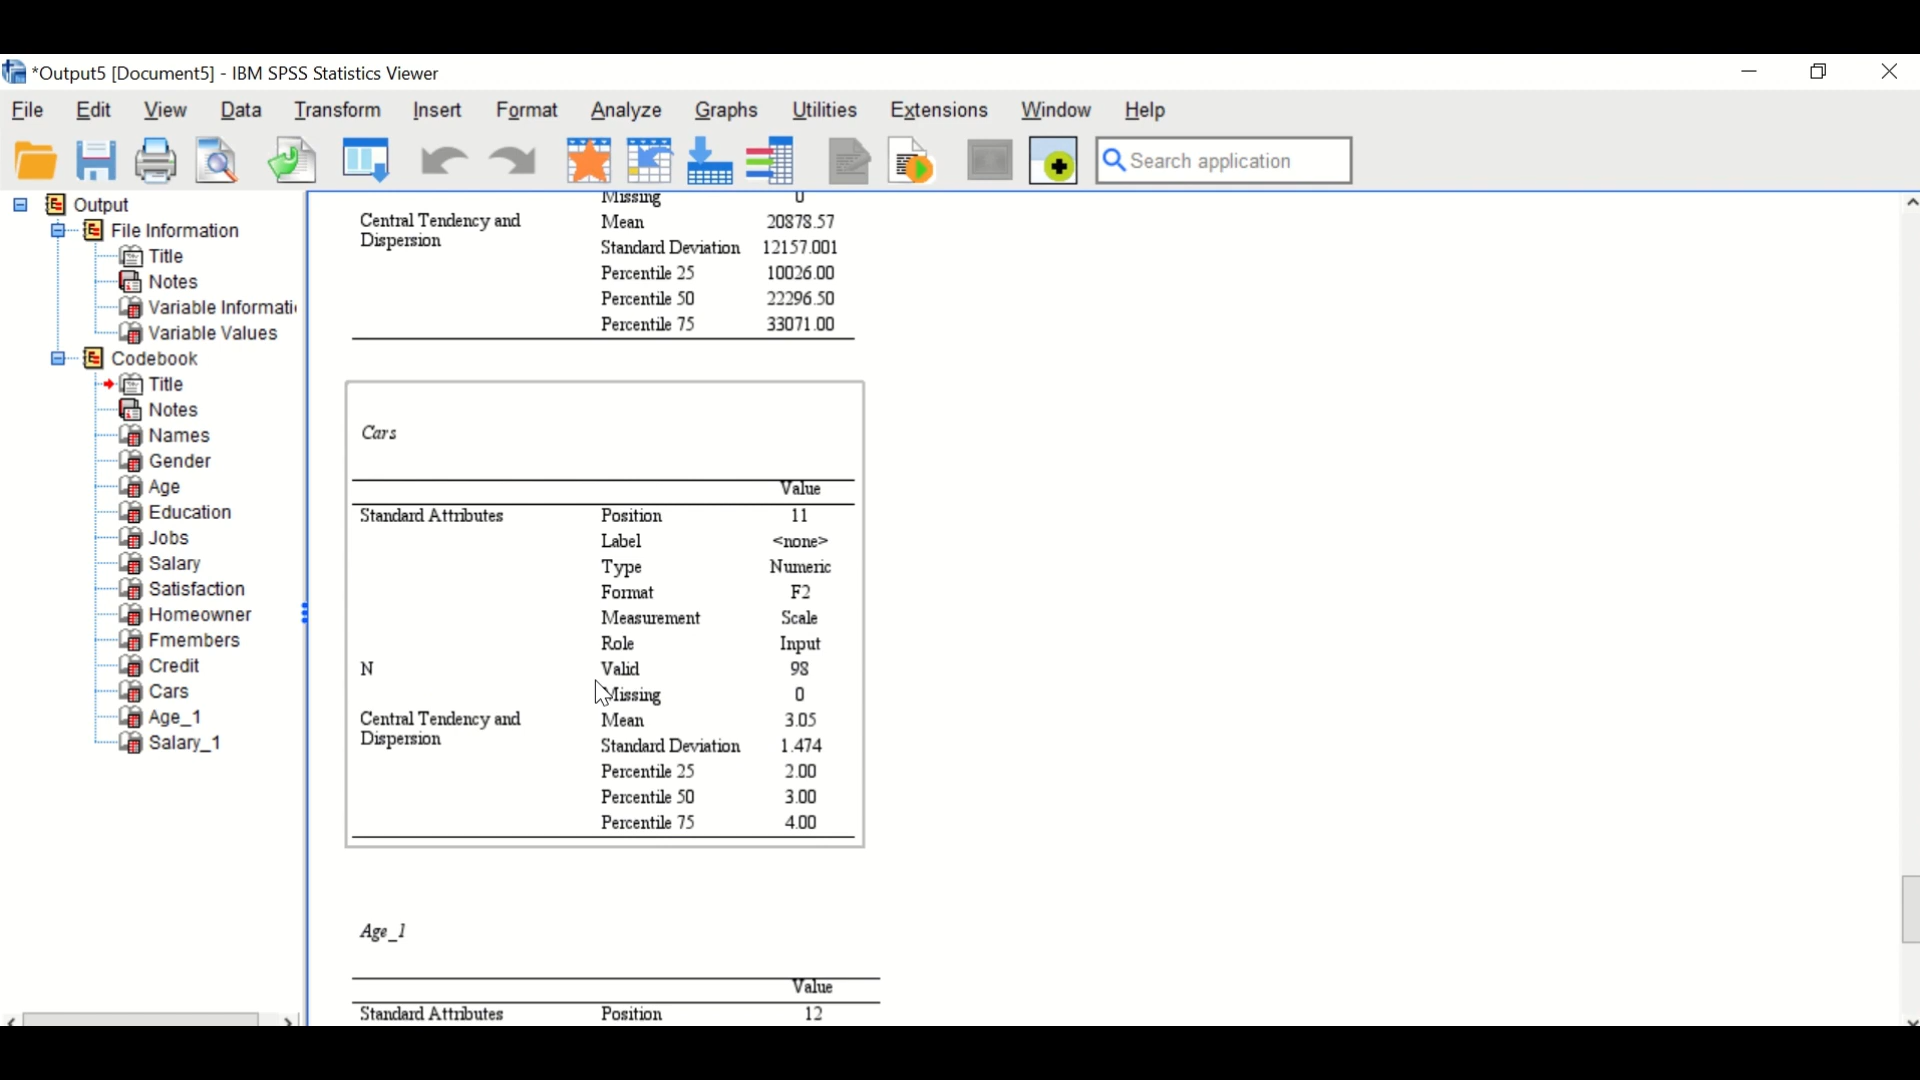 *Output5 [Document5] - IBM SPSS Statistics Viewer
File Edit View Data Transform Insert Format Analyze Graphs Utilities Extensions Window Help
Search application
Output
File Information
Title
Notes
Variable Informati
Variable Values
Codebook
Title
Notes
Names
Gender
Age
Education
Jobs
Salary
Satisfaction
Homeowner
Fmembers
Credit
Cars
Age_1
Salary_1
Missing 0
Central Tendency and Mean 20878.57
Dispersion
Standard Deviation 12157.001
Percentile 25 10026.00
Percentile 50 22296.50
Percentile 75 33071.00
Cars
Value
Standard Attributes Position 11
Label <none>
Type Numeric
Format F2
Measurement Scale
Role Input
N Valid 98
Missing 0
Central Tendency and Mean 3.05
Dispersion
Standard Deviation 1.474
Percentile 25 2.00
Percentile 50 3.00
Percentile 75 4.00
Age_1
Value
Standard Attributes Position 12